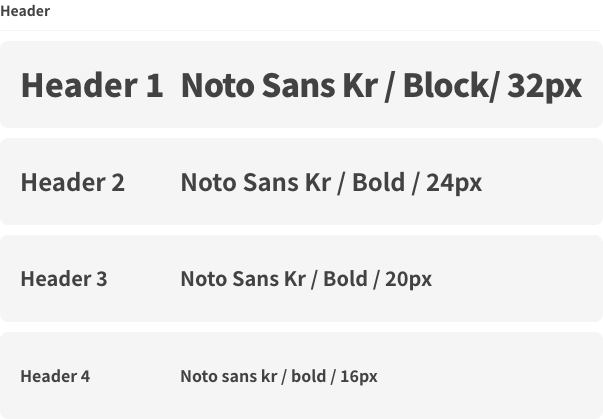 Header
Header 1 Noto Sans Kr / Block/ 32px
Header 2 Noto Sans Kr / Bold / 24px
Header 3 Noto Sans Kr / Bold / 20px
Header 4 Noto sans kr / bold / 16px